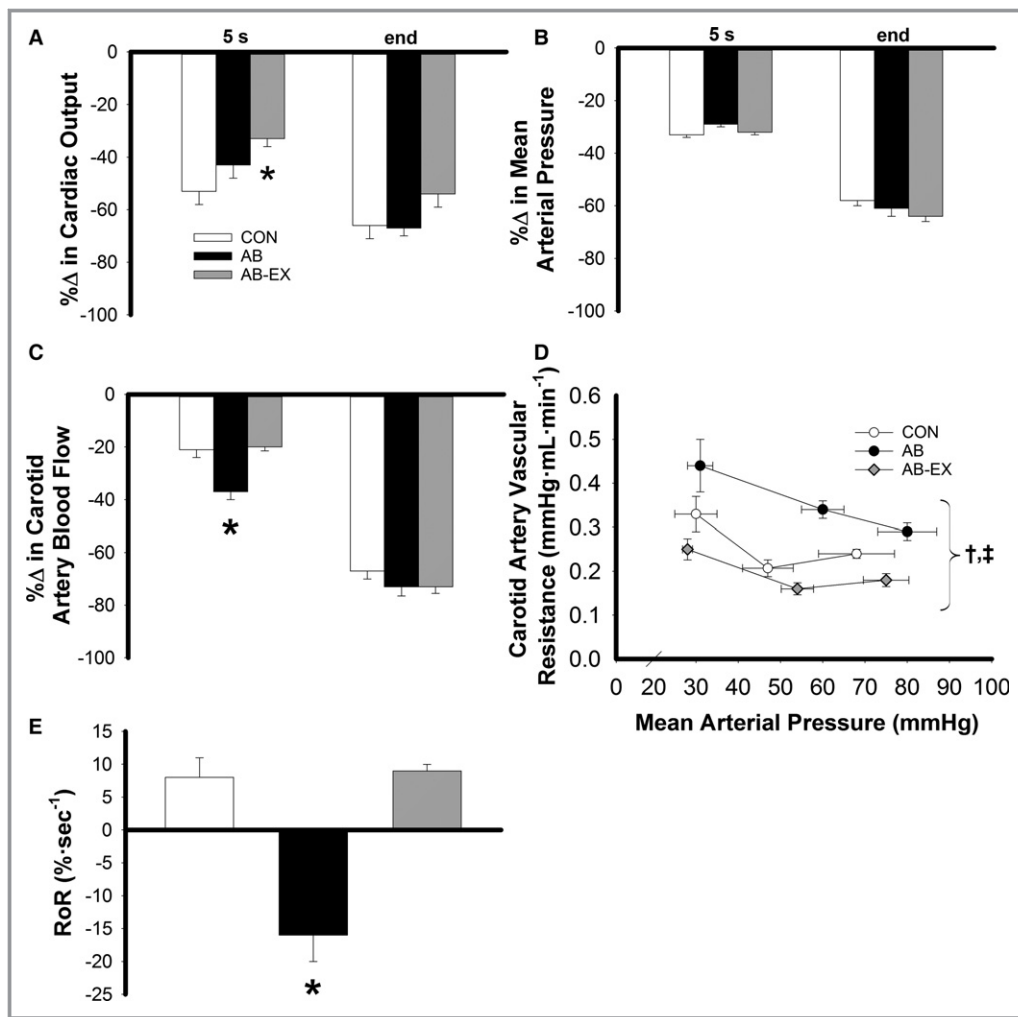 A
5 s
end
0
-20
-40
-60
-80
-100
%Δ in Cardiac Output
*
CON
AB
AB-EX
B
5 s
end
0
-20
-40
-60
-80
-100
%Δ in Mean
Arterial Pressure
C
0
-20
-40
-60
-80
-100
%Δ in Carotid
Artery Blood Flow
*
D
0.6
0.5
0.4
0.3
0.2
0.1
0.0
Carotid Artery Vascular
Resistance (mmHg·mL·min⁻¹)
CON
AB
AB-EX
†,‡
0 20 30 40 50 60 70 80 90 100
Mean Arterial Pressure (mmHg)
E
15
10
5
0
-5
-10
-15
-20
-25
RoR (%·sec⁻¹)
*